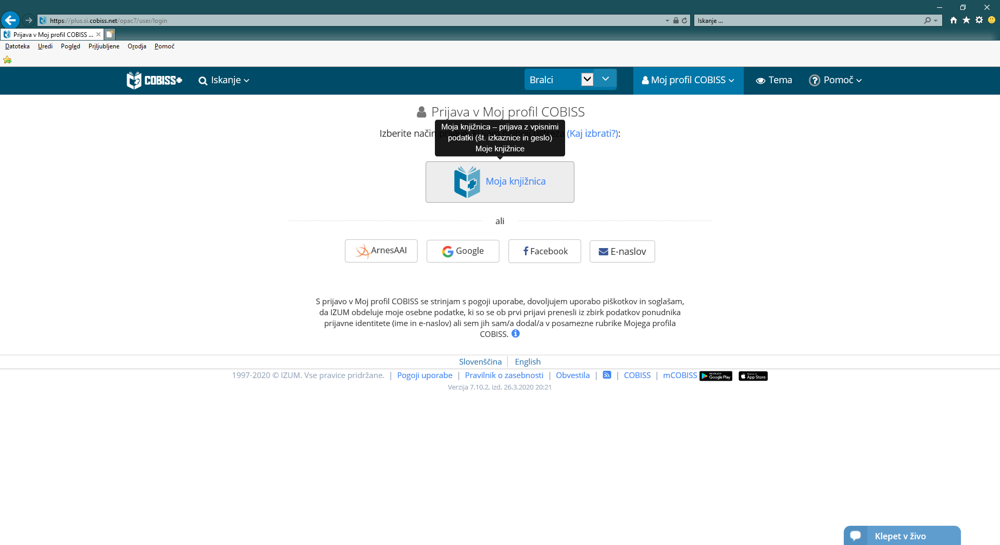 https://plus.si.cobiss.net/opac7/user/login
Iskanje ...
Prijava v Moj profil COBISS ...
Datoteka Uredi Pogled Priljubljene Orodja Pomoč
COBISS+ Iskanje Bralci Moj profil COBISS Tema Pomoč
Prijava v Moj profil COBISS
Izberite način (Kaj izbrati?):
Moja knjižnica – prijava z vpisnimi
podatki (št. izkaznice in geslo)
Moje knjižnice
Moja knjižnica
ali
ArnesAAI Google Facebook E-naslov
S prijavo v Moj profil COBISS se strinjam s pogoji uporabe, dovoljujem uporabo piškotkov in soglašam,
da IZUM obdeluje moje osebne podatke, ki so se ob prvi prijavi prenesli iz zbirk podatkov ponudnika
prijavne identitete (ime in e-naslov) ali sem jih sam/a dodal/a v posamezne rubrike Mojega profila
COBISS.
Slovenščina | English
1997-2020 © IZUM. Vse pravice pridržane. | Pogoji uporabe | Pravilnik o zasebnosti | Obvestila | | COBISS | mCOBISS Google Play App Store
Verzija 7.10.2, izd. 26.3.2020 20:21
Klepet v živo